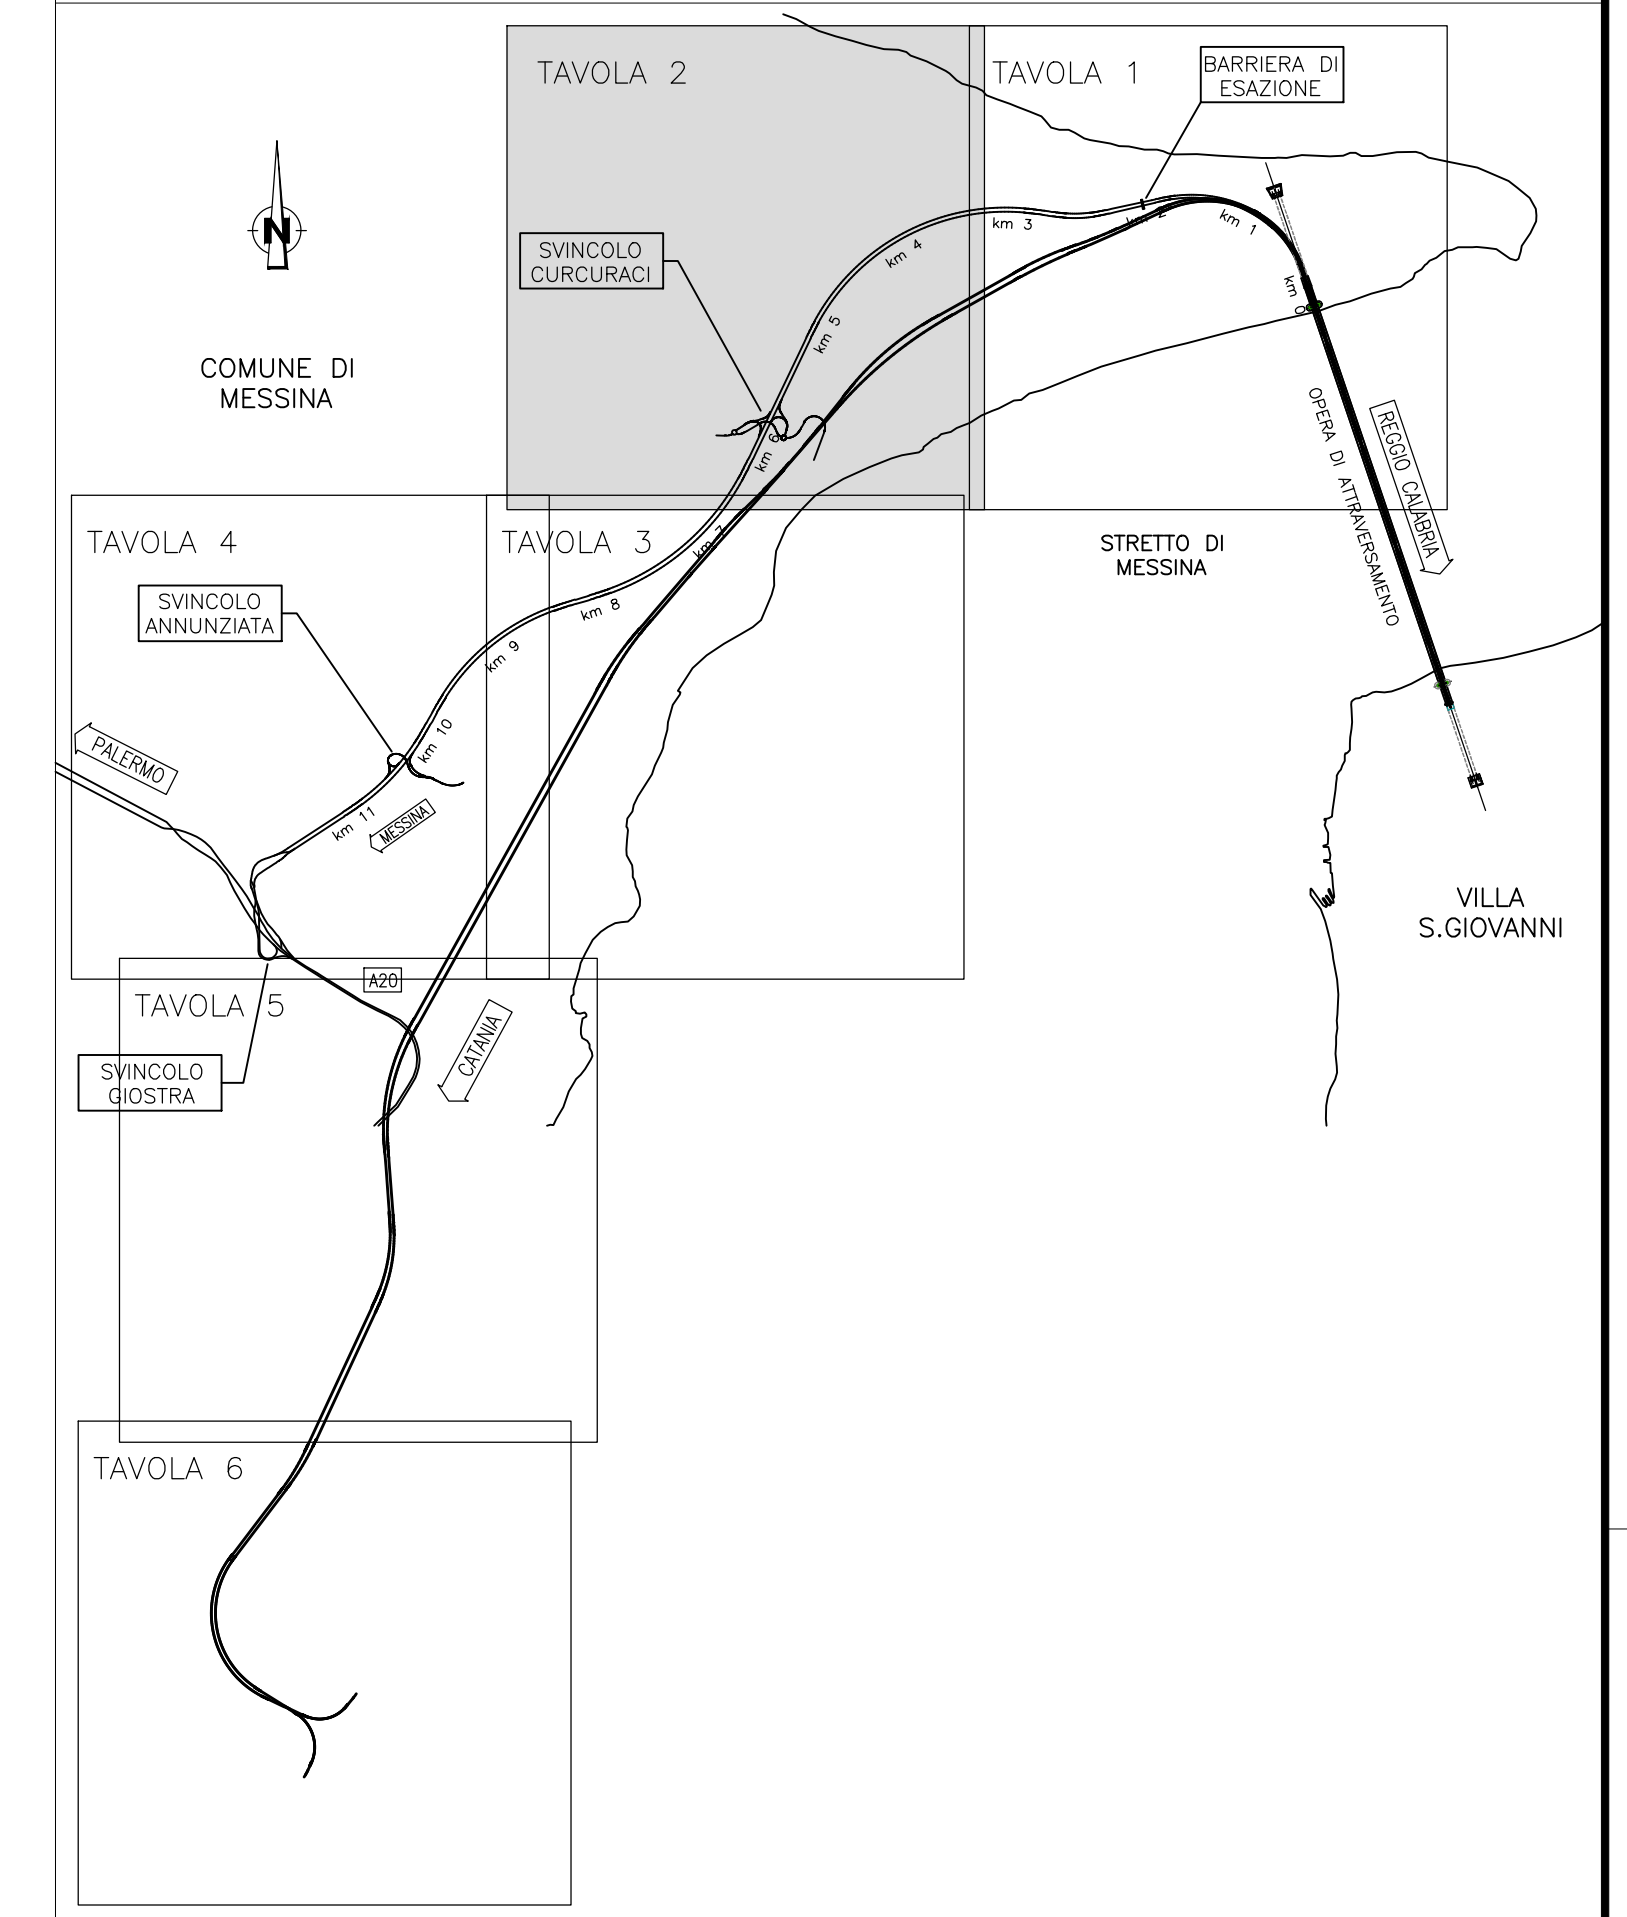 TAVOLA 2
TAVOLA 1
BARRIERA DI
ESAZIONE
N
SVINCOLO
CURCURACI
km 4
km 3
km 2
km 1
km 0
km 5
km 6
COMUNE DI
MESSINA
OPERA DI ATTRAVERSAMENTO
REGGIO CALABRIA
TAVOLA 4
TAVOLA 3
km 7
STRETTO DI
MESSINA
SVINCOLO
ANNUNZIATA
km 8
km 9
km 10
PALERMO
km 11
MESSINA
VILLA
S.GIOVANNI
A20
TAVOLA 5
CATANIA
SVINCOLO
GIOSTRA
TAVOLA 6